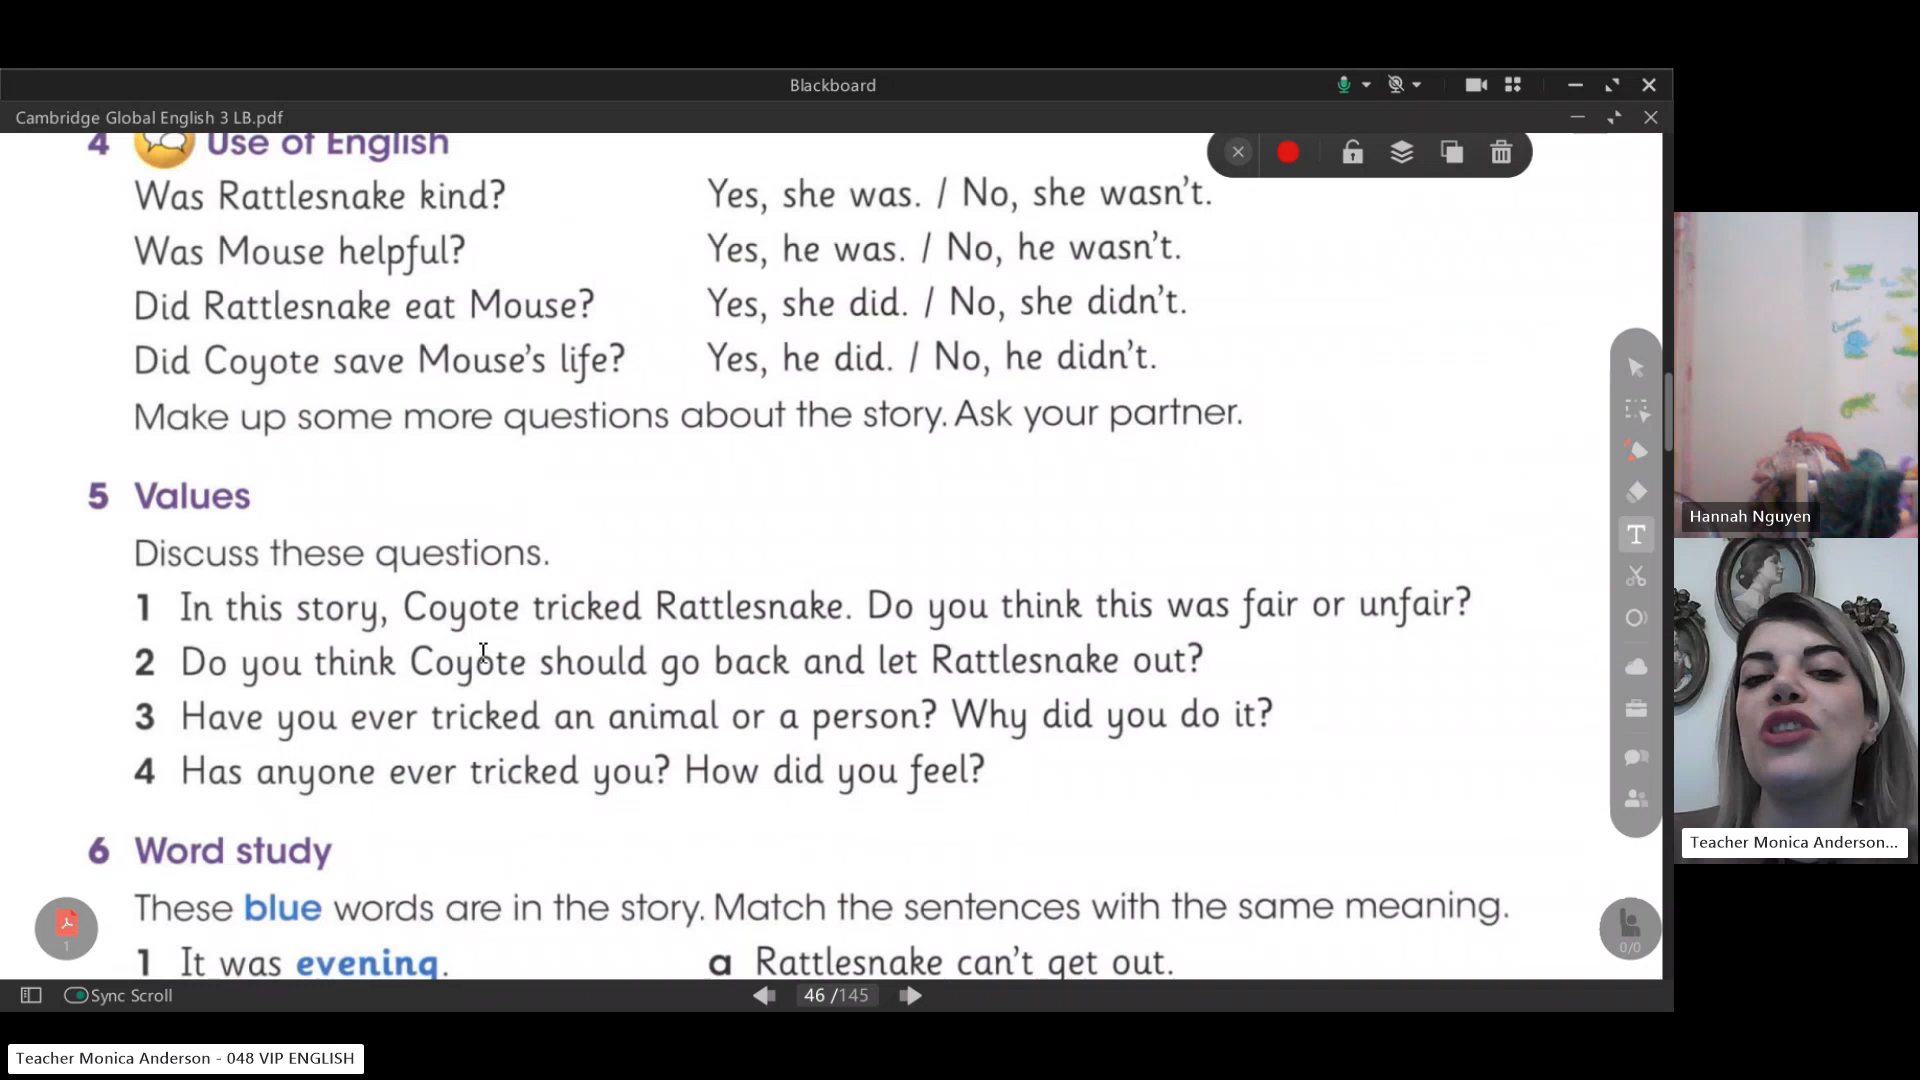 Blackboard
Cambridge Global English 3 LB.pdf
4 Use of English
Was Rattlesnake kind? Yes, she was. / No, she wasn't.
Was Mouse helpful? Yes, he was. / No, he wasn't.
Did Rattlesnake eat Mouse? Yes, she did. / No, she didn't.
Did Coyote save Mouse's life? Yes, he did. / No, he didn't.
Make up some more questions about the story. Ask your partner.
5 Values
Discuss these questions.
1 In this story, Coyote tricked Rattlesnake. Do you think this was fair or unfair?
2 Do you think Coyote should go back and let Rattlesnake out?
3 Have you ever tricked an animal or a person? Why did you do it?
4 Has anyone ever tricked you? How did you feel?
6 Word study
These blue words are in the story. Match the sentences with the same meaning.
1 It was evening. a Rattlesnake can't get out.
1
T
0/0
Sync Scroll
46 /145
Hannah Nguyen
Teacher Monica Anderson...
Teacher Monica Anderson - 048 VIP ENGLISH